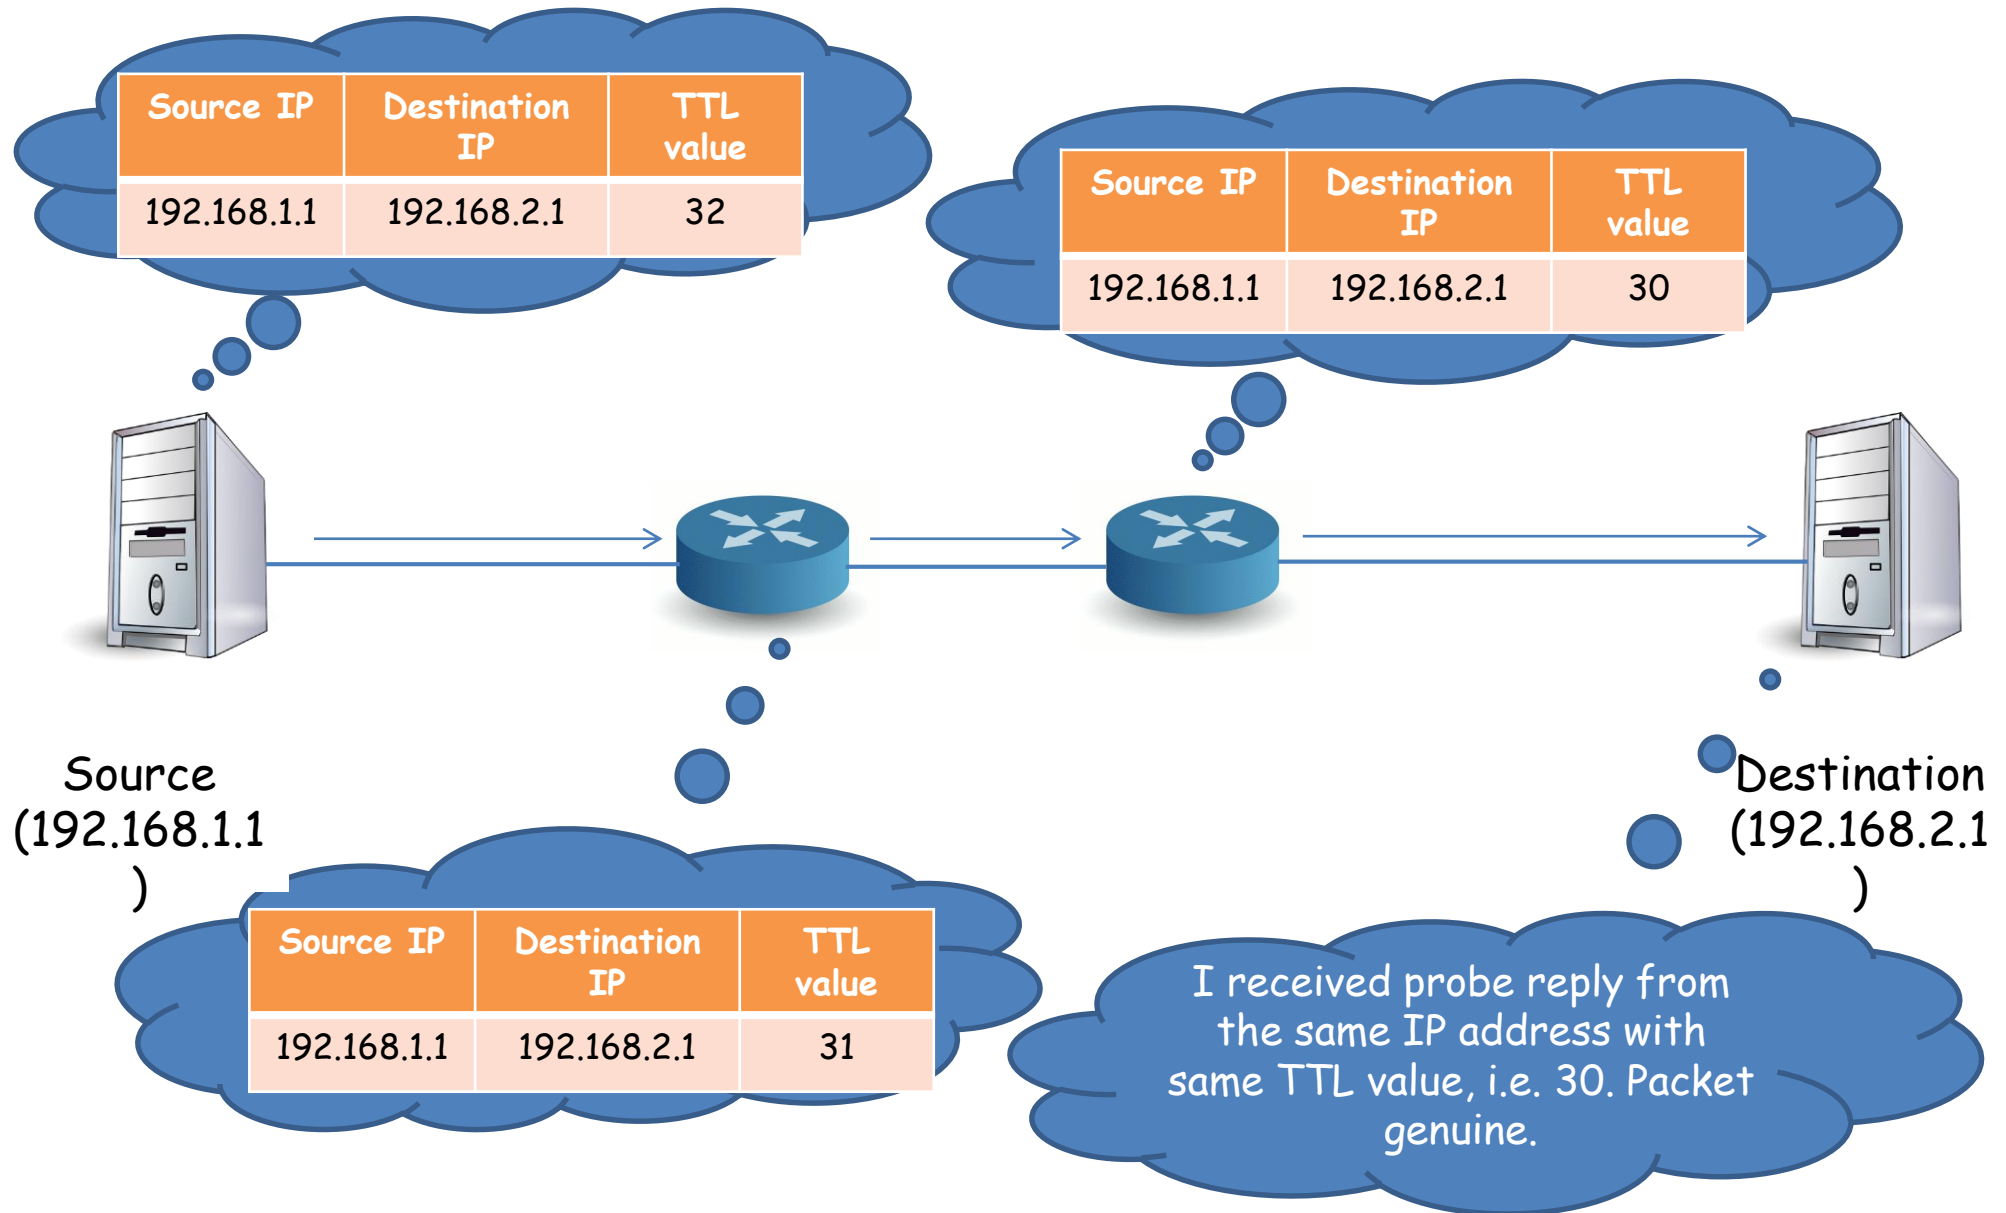 Source IP
Destination
IP
TTL
value
192.168.1.1
192.168.2.1
32
Source IP
Destination
IP
TTL
value
192.168.1.1
192.168.2.1
30
Source
(192.168.1.1
)
Destination
(192.168.2.1
)
Source IP
Destination
IP
TTL
value
192.168.1.1
192.168.2.1
31
I received probe reply from
the same IP address with
same TTL value, i.e. 30. Packet
genuine.